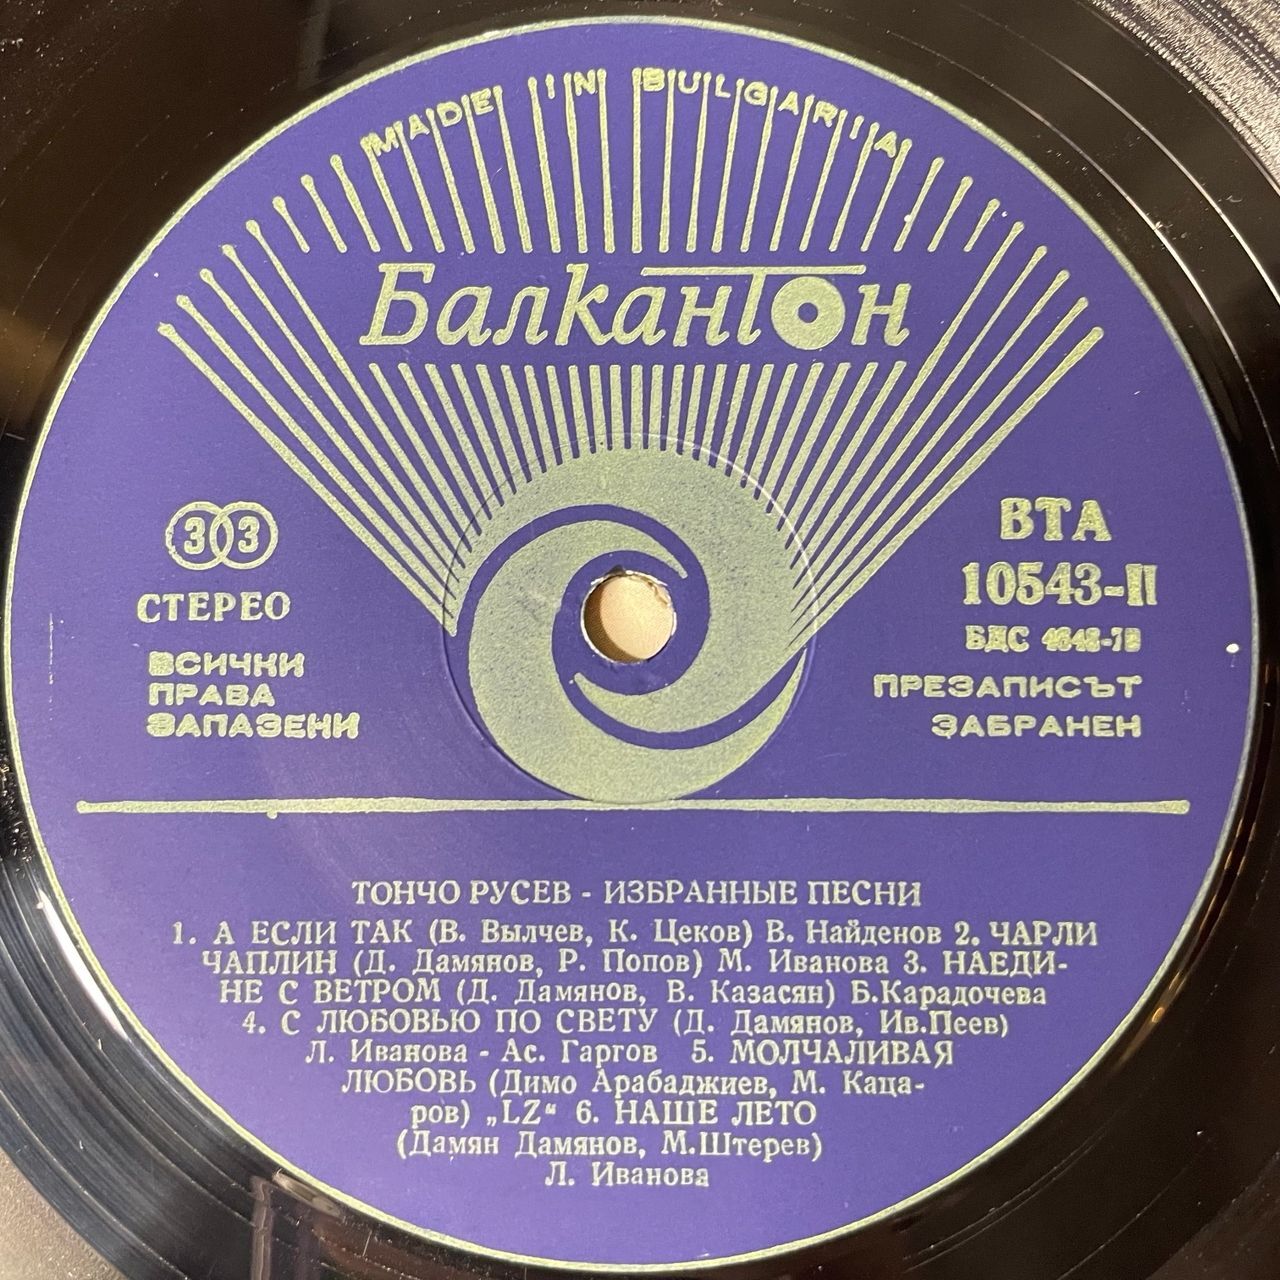 MADE IN BULGARIA
Балкантон
33
СТЕРЕО
ВСИЧКИ
ПРАВА
ЗАПАЗЕНИ
ВТА
10543-II
БДС
ПРЕЗАПИСЪТ
ЗАБРАНЕН
ТОНЧО РУСЕВ - ИЗБРАННЫЕ ПЕСНИ
1. А ЕСЛИ ТАК (В. Вылчев, К. Цеков) В. Найденов 2. ЧАРЛИ
ЧАПЛИН (Д. Дамянов, Р. Попов) М. Иванова 3. НАЕДИ-
НЕ С ВЕТРОМ (Д. Дамянов, В. Казасян) Б.Карадочева
4. С ЛЮБОВЬЮ ПО СВЕТУ (Д. Дамянов, Ив.Пеев)
Л. Иванова - Ас. Гаргов 5. МОЛЧАЛИВАЯ
ЛЮБОВЬ (Димо Арабаджиев, М. Каца-
ров) „LZ“ 6. НАШЕ ЛЕТО
(Дамян Дамянов, М.Штерев)
Л. Иванова